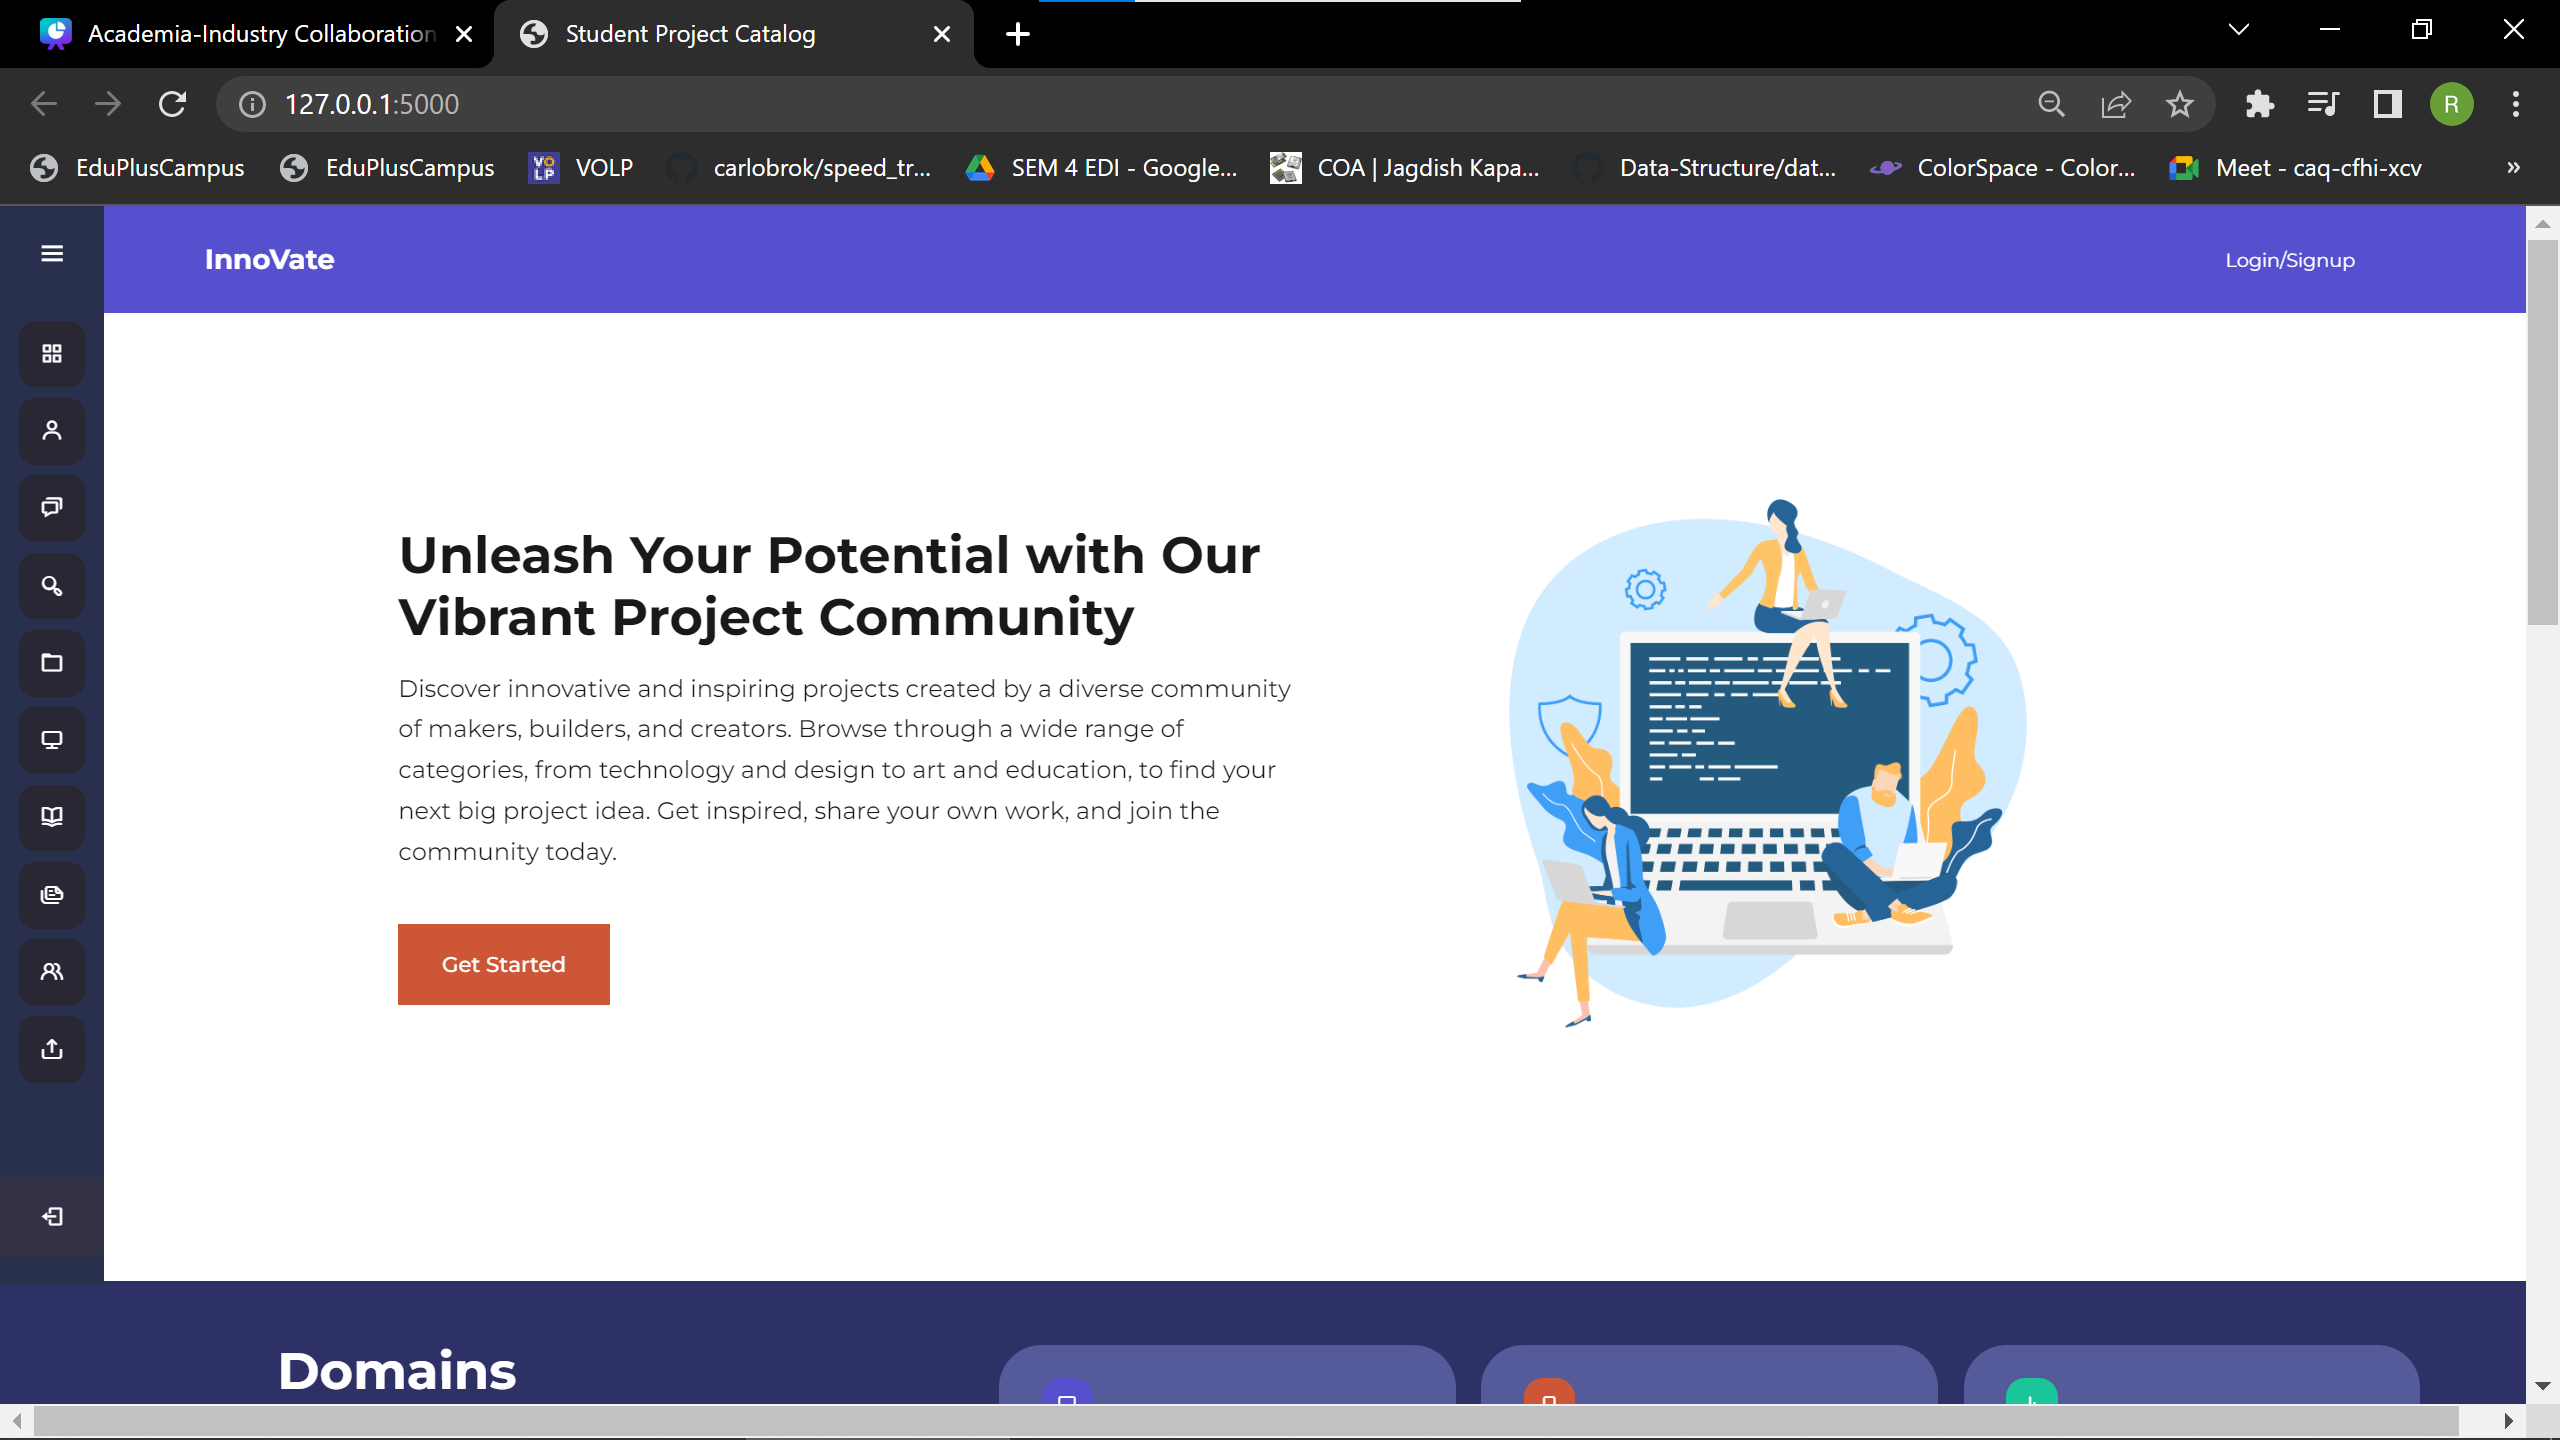 Academia-Industry Collaboration
Student Project Catalog
127.0.0.1:5000
R
EduPlusCampus
EduPlusCampus
VOLP
carlobrok/speed_tr...
SEM 4 EDI - Google...
COA | Jagdish Kapa...
Data-Structure/dat...
ColorSpace - Color...
Meet - caq-cfhi-xcv
»
InnoVate
Login/Signup
Unleash Your Potential with Our
Vibrant Project Community
Discover innovative and inspiring projects created by a diverse community
of makers, builders, and creators. Browse through a wide range of
categories, from technology and design to art and education, to find your
next big project idea. Get inspired, share your own work, and join the
community today.
Get Started
Domains